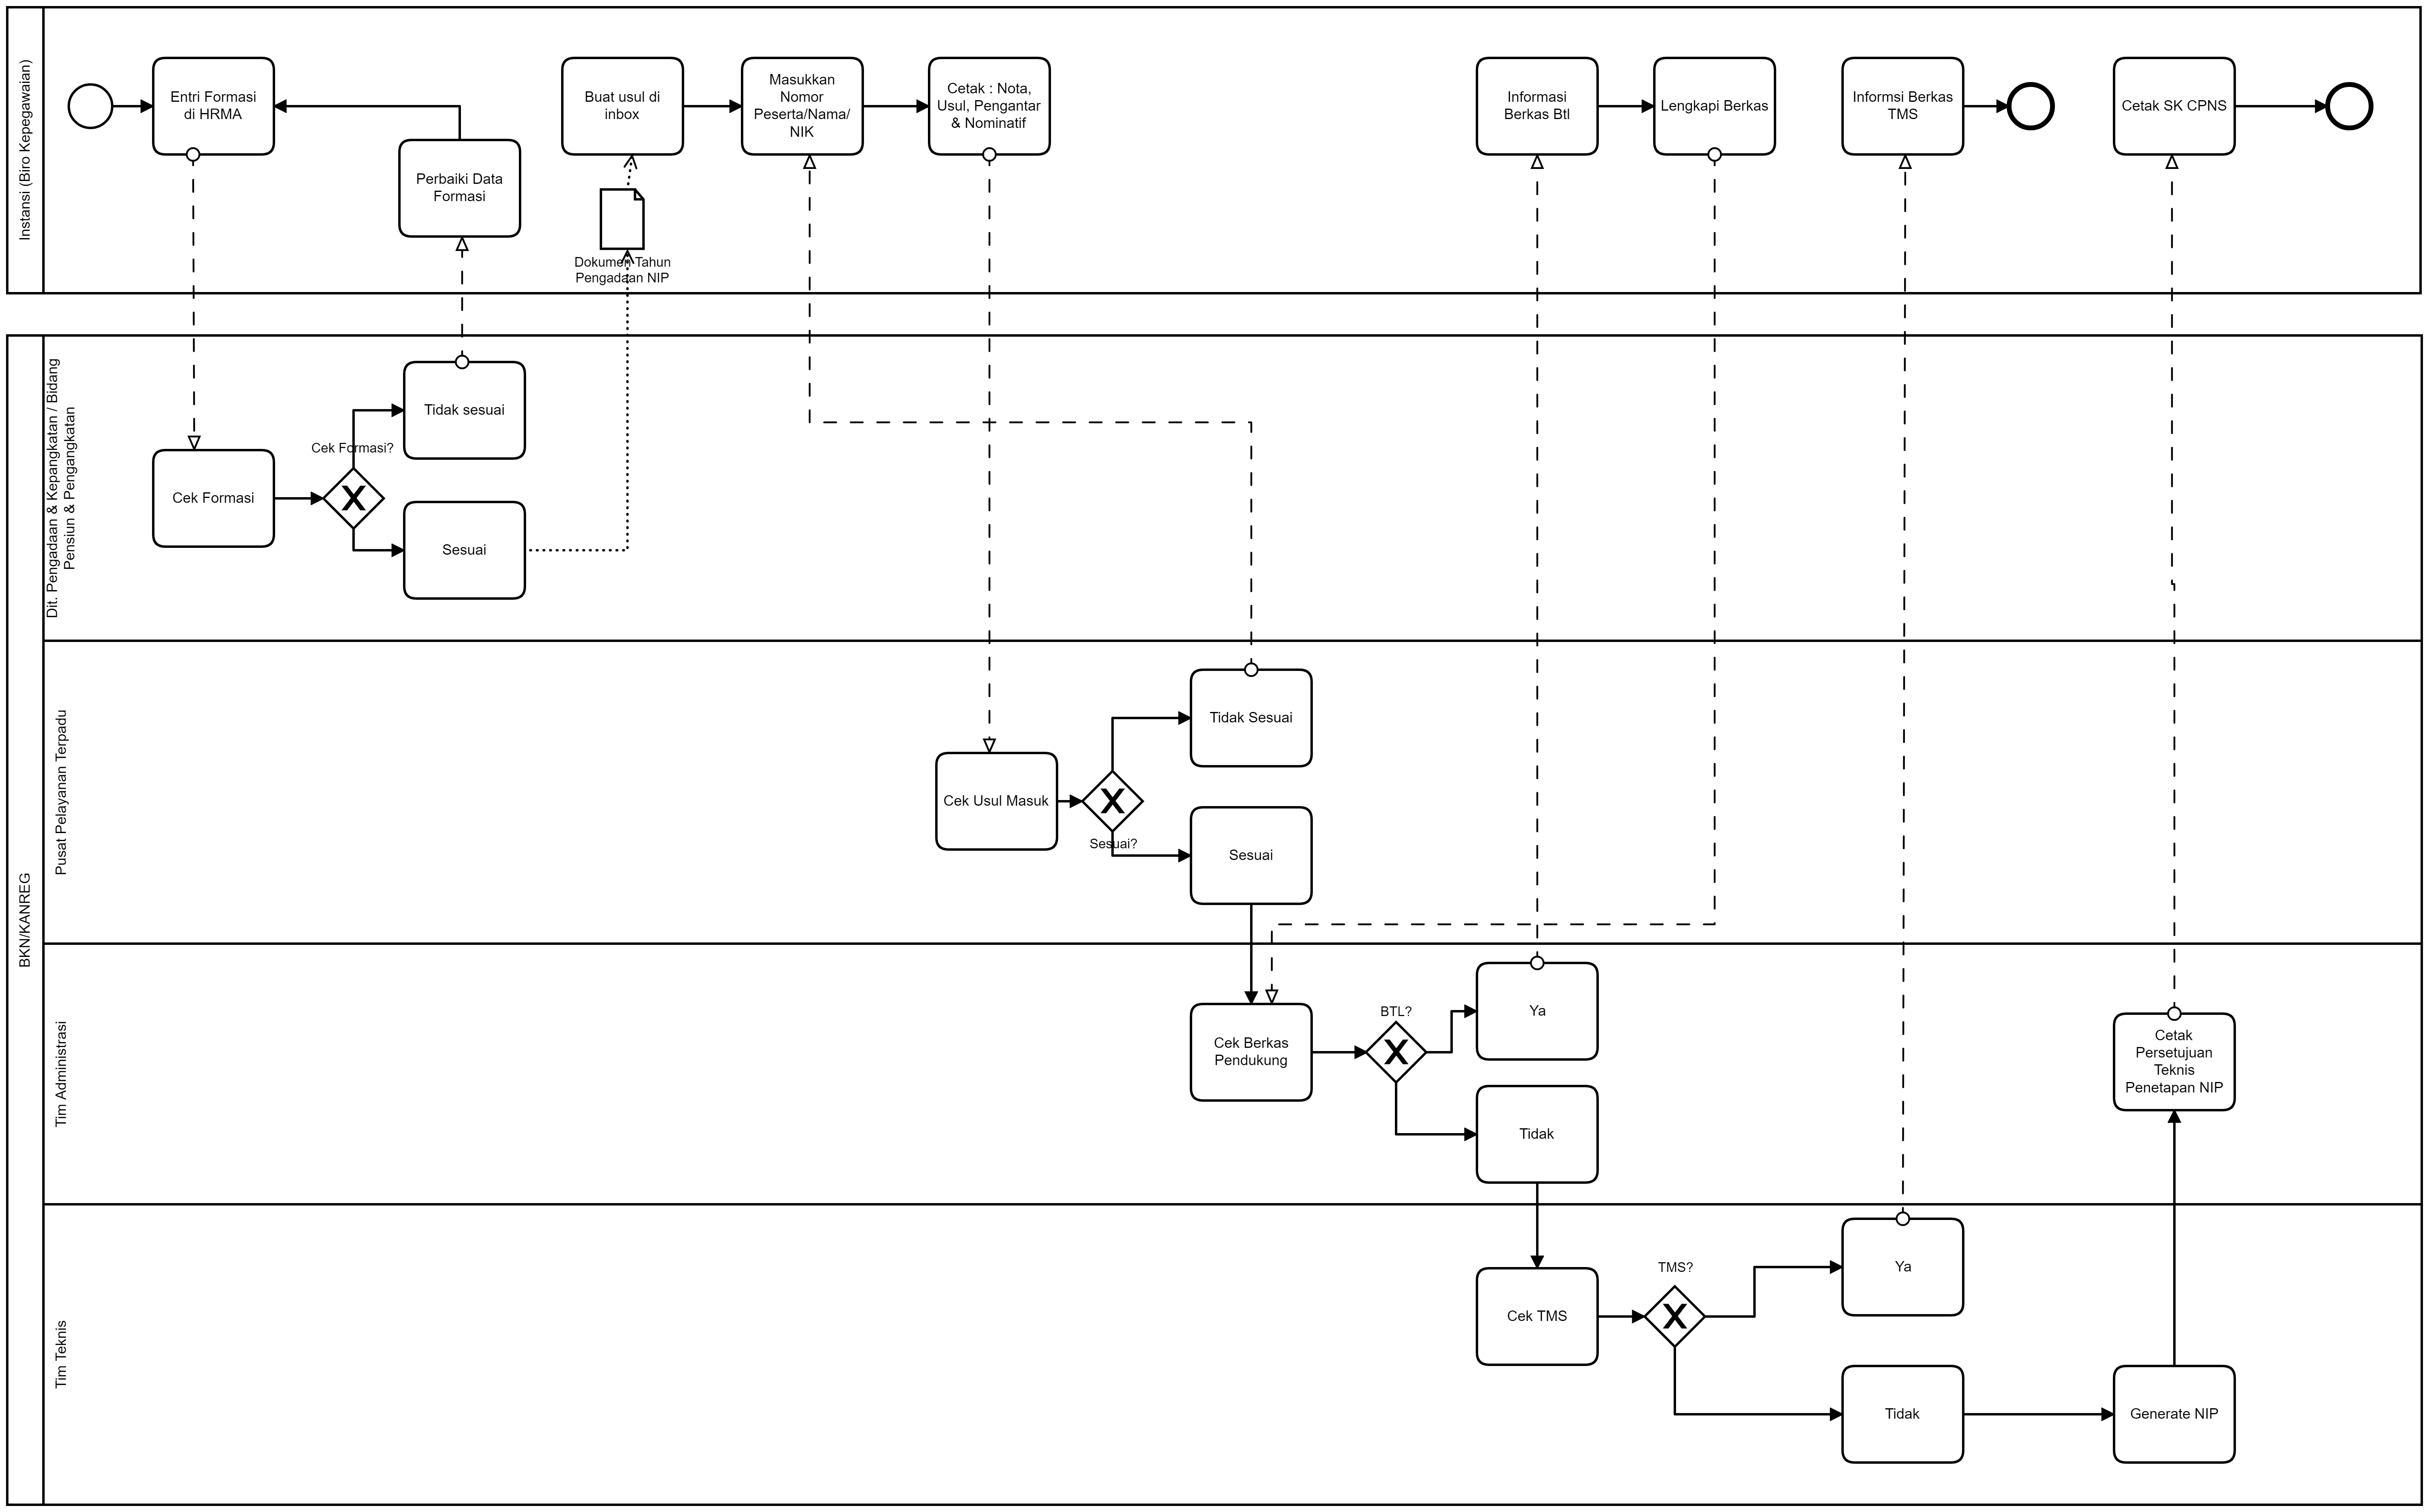 Instansi (Biro Kepegawaian)
Entri Formasi
di HRMA
Perbaiki Data
Formasi
Buat usul di
inbox
Dokumen Tahun
Pengadaan NIP
Masukkan
Nomor
Peserta/Nama/
NIK
Cetak : Nota,
Usul, Pengantar
& Nominatif
Informasi
Berkas Btl
Lengkapi Berkas
Informsi Berkas
TMS
Cetak SK CPNS
BKN/KANREG
Dit. Pengadaan & Kepangkatan / Bidang
Pensiun & Pengangkatan
Cek Formasi
Cek Formasi?
X
Tidak sesuai
Sesuai
Pusat Pelayanan Terpadu
Cek Usul Masuk
X
Sesuai?
Tidak Sesuai
Sesuai
Tim Administrasi
Cek Berkas
Pendukung
BTL?
X
Ya
Tidak
Cetak
Persetujuan
Teknis
Penetapan NIP
Tim Teknis
Cek TMS
TMS?
X
Ya
Tidak
Generate NIP